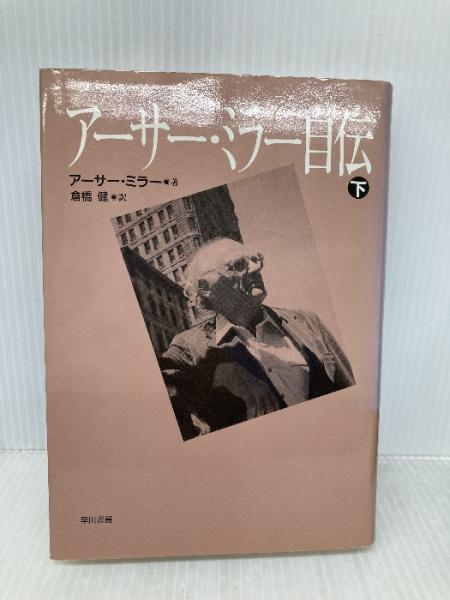 アーサー・ミラー自伝
下
アーサー・ミラー◉著
倉橋 健◉訳
早川書房